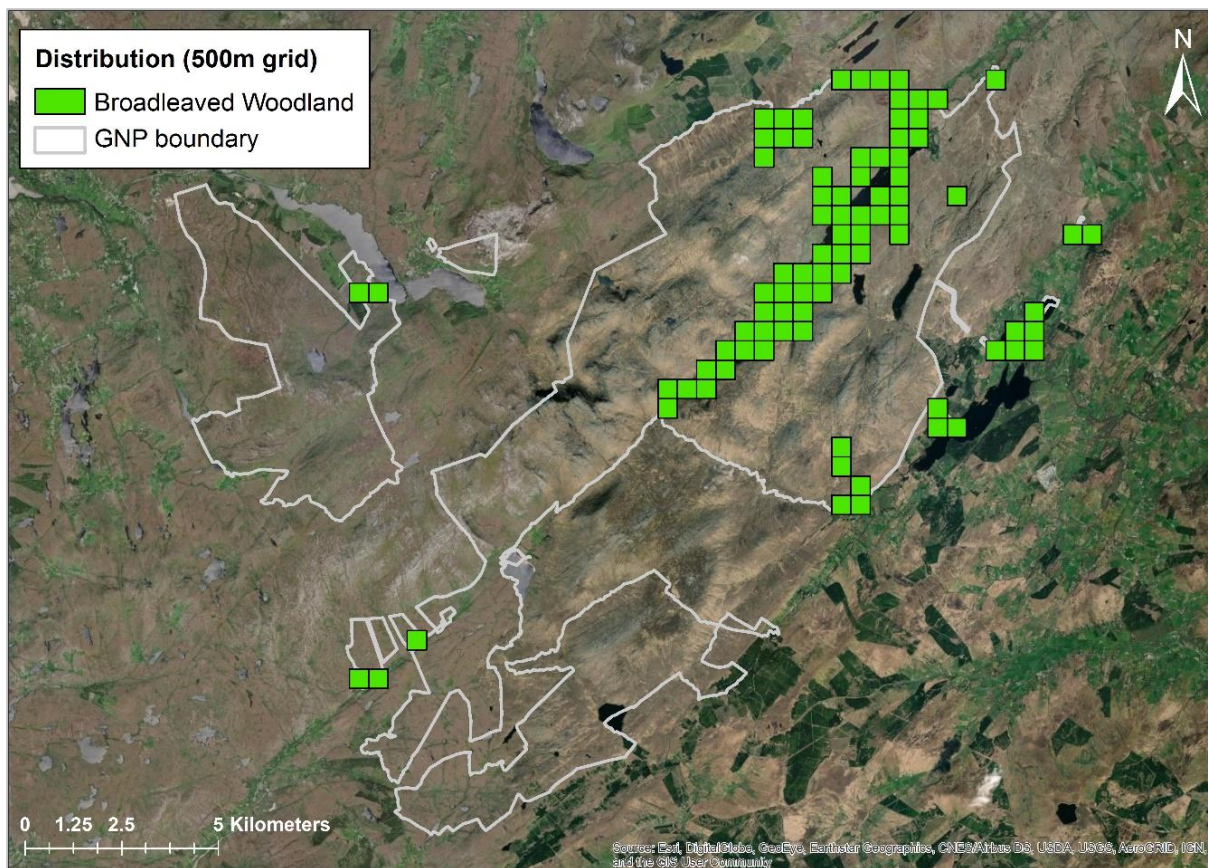 Distribution (500m grid)
Broadleaved Woodland
GNP boundary
N
0 1.25 2.5 5 Kilometers
Source: Esri, DigitalGlobe, GeoEye, Earthstar Geographics, CNES/Airbus DS, USDA, USGS, AeroGRID, IGN,
and the GIS User Community